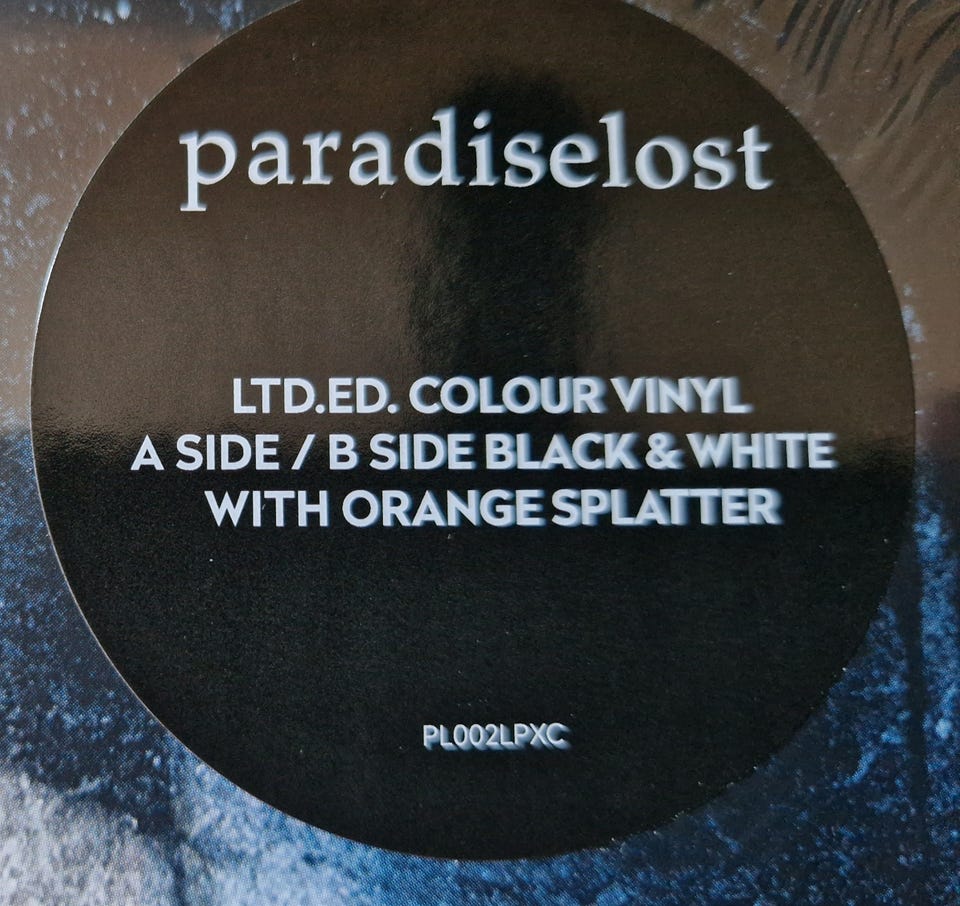 paradiselost
LTD.ED. COLOUR VINYL
A SIDE / B SIDE BLACK & WHITE
WITH ORANGE SPLATTER
PL002LPXC